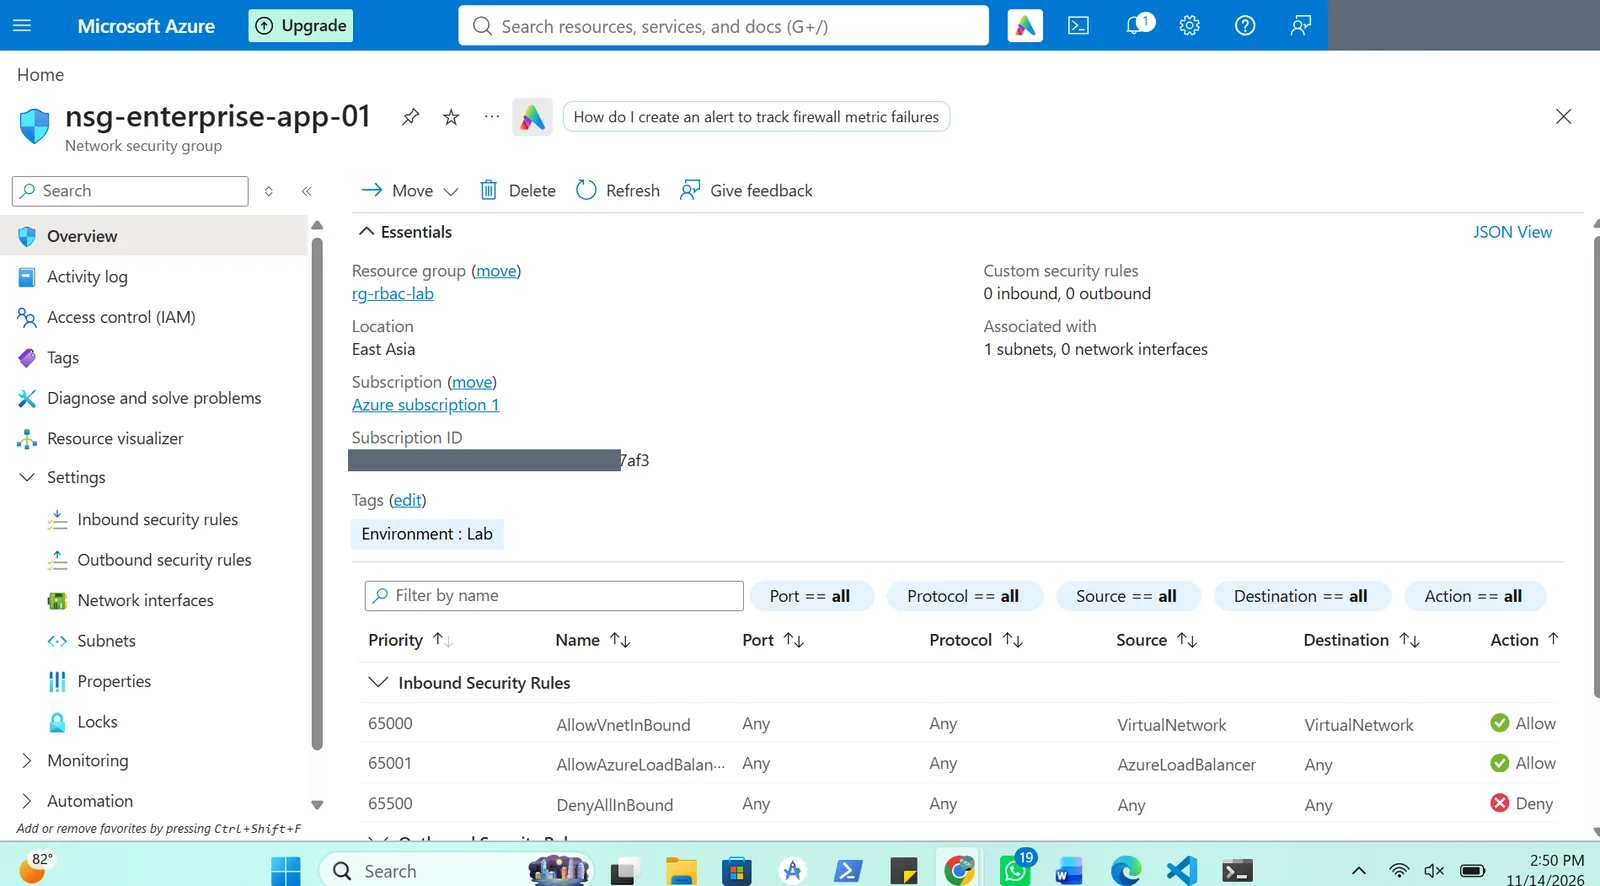 Microsoft Azure
Upgrade
Search resources, services, and docs (G+/)
1
Home
nsg-enterprise-app-01
Network security group
How do I create an alert to track firewall metric failures
Search
Move
Delete
Refresh
Give feedback
Overview
Activity log
Access control (IAM)
Tags
Diagnose and solve problems
Resource visualizer
Settings
Inbound security rules
Outbound security rules
Network interfaces
Subnets
Properties
Locks
Monitoring
Automation
Add or remove favorites by pressing Ctrl+Shift+F
Essentials
JSON View
Resource group (move)
rg-rbac-lab
Location
East Asia
Subscription (move)
Azure subscription 1
Subscription ID
7af3
Custom security rules
0 inbound, 0 outbound
Associated with
1 subnets, 0 network interfaces
Tags (edit)
Environment : Lab
Filter by name
Port == all
Protocol == all
Source == all
Destination == all
Action == all
Priority Name Port Protocol Source Destination Action
Inbound Security Rules
65000 AllowVnetInBound Any Any VirtualNetwork VirtualNetwork Allow
65001 AllowAzureLoadBalan... Any Any AzureLoadBalancer Any Allow
65500 DenyAllInBound Any Any Any Any Deny
82°
Search
19
2:50 PM
11/14/2026